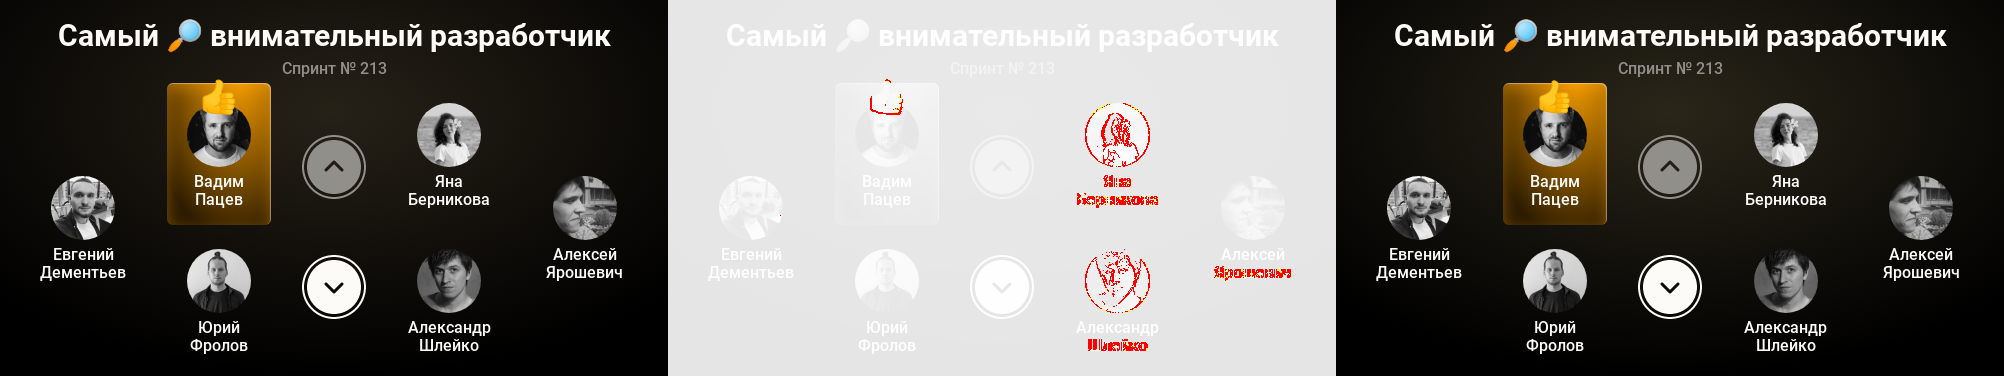 Самый 🔎 внимательный разработчик
Спринт № 213
Вадим
Пацев
Яна
Берникова
Евгений
Дементьев
Алексей
Ярошевич
Юрий
Фролов
Александр
Шлейко
Самый 🔎 внимательный разработчик
Спринт № 213
Вадим
Пацев
Яна
Берникова
Евгений
Дементьев
Алексей
Ярошевич
Юрий
Фролов
Александр
Шлейко
Самый 🔎 внимательный разработчик
Спринт № 213
Вадим
Пацев
Яна
Берникова
Евгений
Дементьев
Алексей
Ярошевич
Юрий
Фролов
Александр
Шлейко